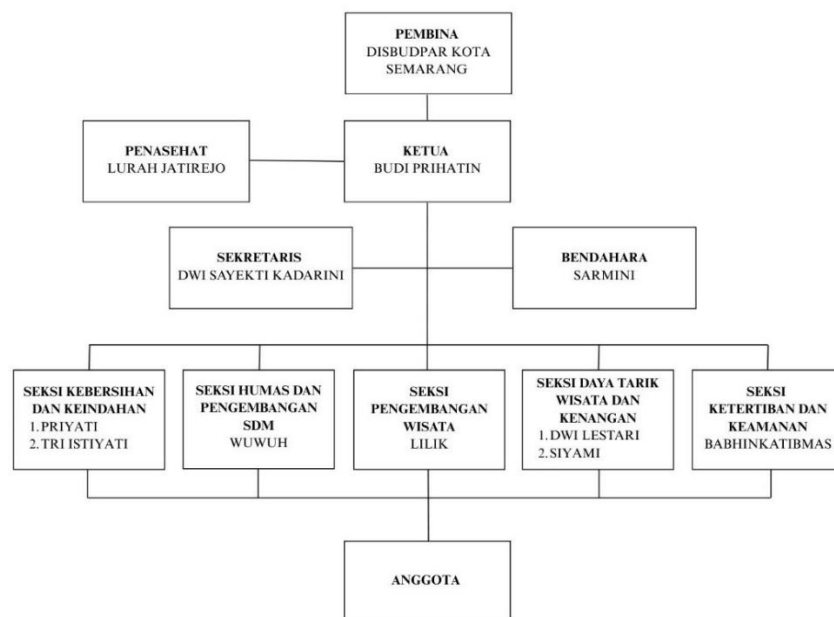 PEMBINA
DISBUDPAR KOTA
SEMARANG
PENASEHAT
LURAH JATIREJO
KETUA
BUDI PRIHATIN
SEKRETARIS
DWI SAYEKTI KADARINI
BENDAHARA
SARMINI
SEKSI KEBERSIHAN
DAN KEINDAHAN
1. PRIYATI
2. TRI ISTIYATI
SEKSI HUMAS DAN
PENGEMBANGAN
SDM
WUWUH
SEKSI
PENGEMBANGAN
WISATA
LILIK
SEKSI DAYA TARIK
WISATA DAN
KENANGAN
1. DWI LESTARI
2. SIYAMI
SEKSI
KETERTIBAN DAN
KEAMANAN
BABHINKATIBMAS
ANGGOTA